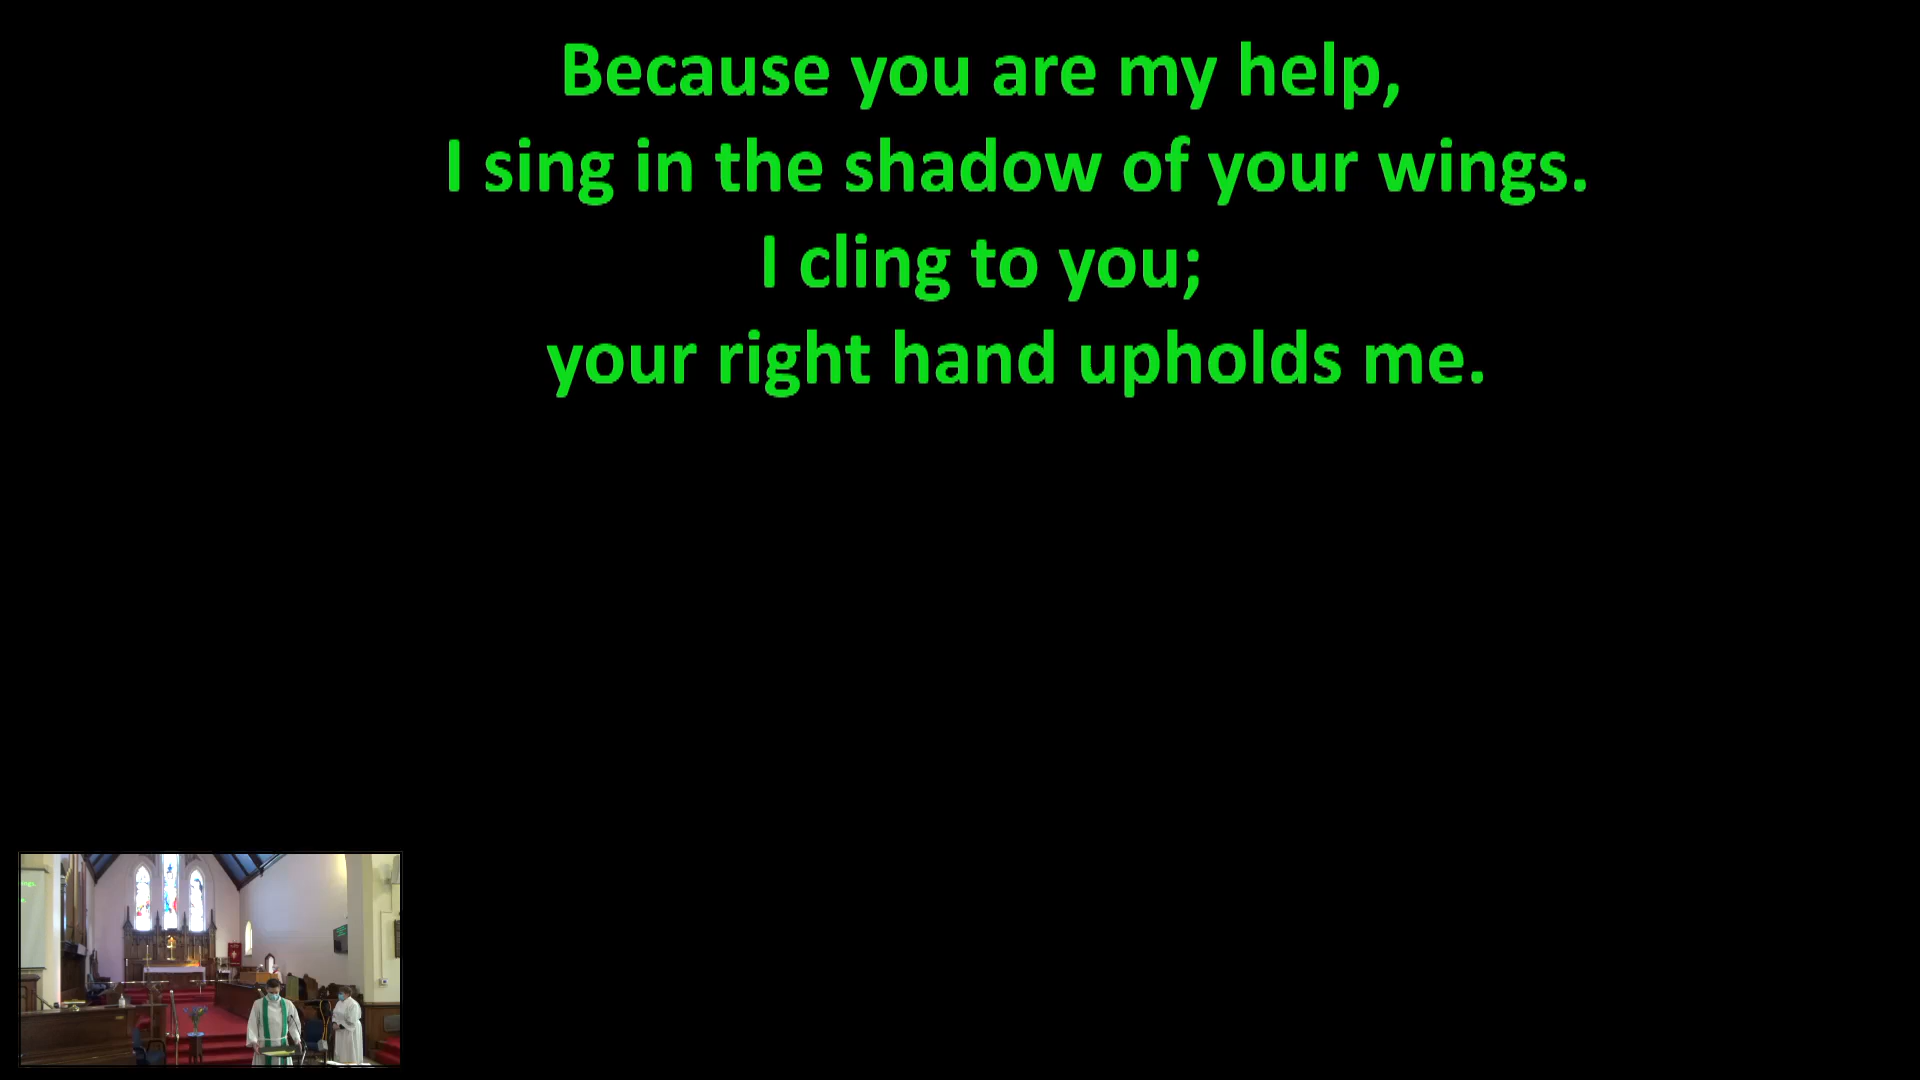 Because you are my help,
I sing in the shadow of your wings.
I cling to you;
your right hand upholds me.